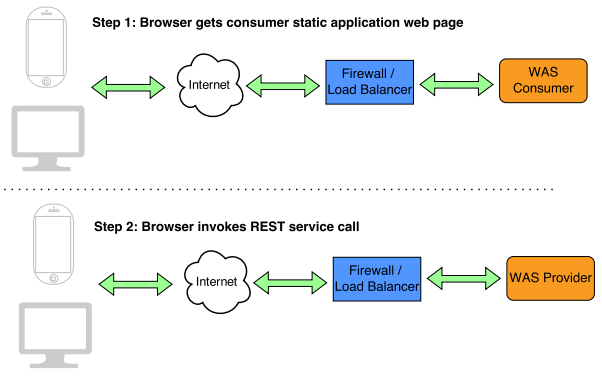 Step 1: Browser gets consumer static application web page
Internet
Firewall /
Load Balancer
WAS
Consumer
Step 2: Browser invokes REST service call
Internet
Firewall /
Load Balancer
WAS Provider